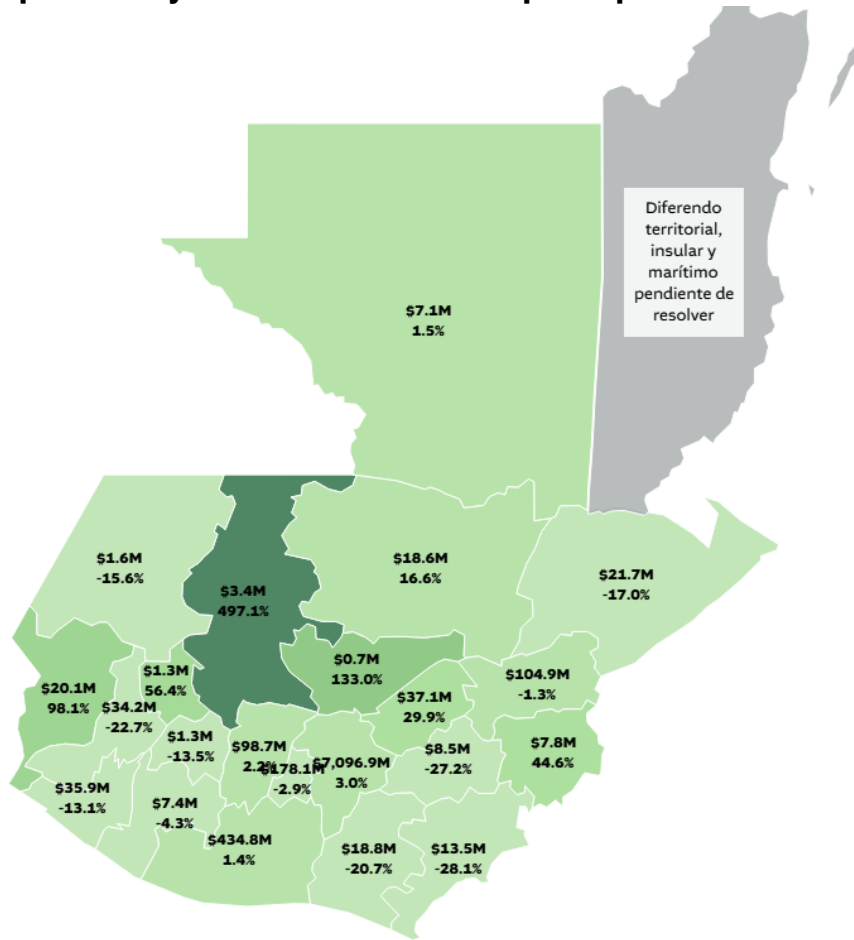 Diferendo
territorial,
insular y
marítimo
pendiente de
resolver
$7.1M
1.5%
$1.6M
-15.6%
$3.4M
497.1%
$18.6M
16.6%
$21.7M
-17.0%
$20.1M
98.1%
$34.2M
-22.7%
$1.3M
56.4%
$0.7M
133.0%
$37.1M
29.9%
$104.9M
-1.3%
$1.3M
-13.5%
$98.7M
2.2%
$178.1M
-2.9%
$7,096.9M
3.0%
$8.5M
-27.2%
$7.8M
44.6%
$35.9M
-13.1%
$7.4M
-4.3%
$434.8M
1.4%
$18.8M
-20.7%
$13.5M
-28.1%